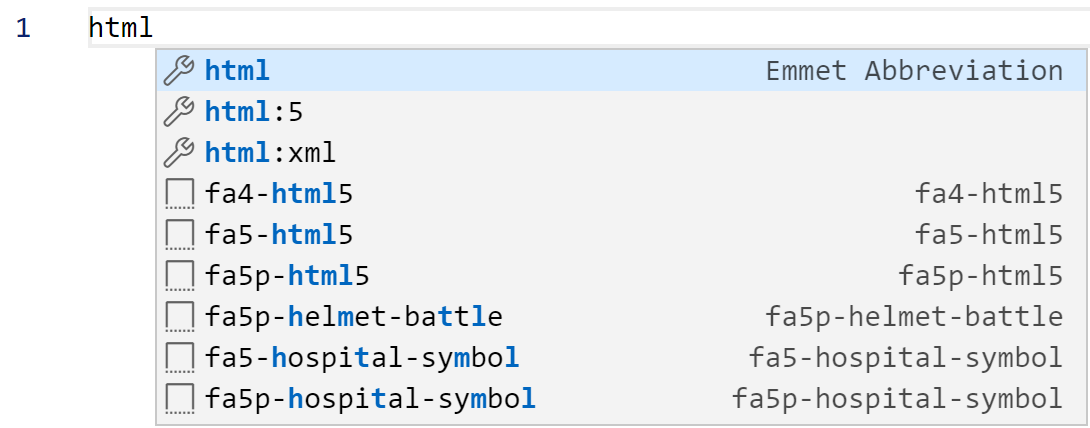 1 html
html Emmet Abbreviation
html:5
html:xml
fa4-html5 fa4-html5
fa5-html5 fa5-html5
fa5p-html5 fa5p-html5
fa5p-helmet-battle fa5p-helmet-battle
fa5-hospital-symbol fa5-hospital-symbol
fa5p-hospital-symbol fa5p-hospital-symbol